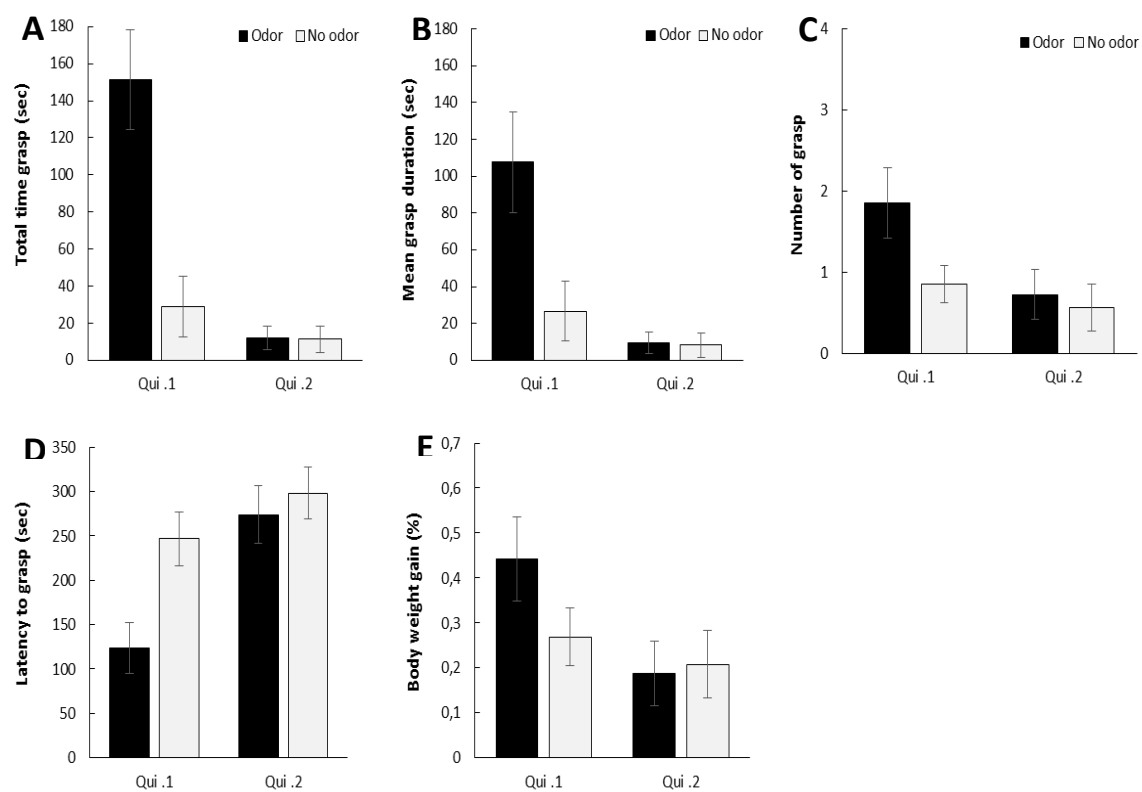 A
■ Odor □ No odor
Total time grasp (sec)
180
160
140
120
100
80
60
40
20
0
Qui .1 Qui .2
B
■ Odor □ No odor
Mean grasp duration (sec)
180
160
140
120
100
80
60
40
20
0
Qui .1 Qui .2
C
■ Odor □ No odor
Number of grasp
4
3
2
1
0
Qui .1 Qui .2
D
Latency to grasp (sec)
350
300
250
200
150
100
50
0
Qui .1 Qui .2
E
Body weight gain (%)
0,7
0,6
0,5
0,4
0,3
0,2
0,1
0
Qui .1 Qui .2